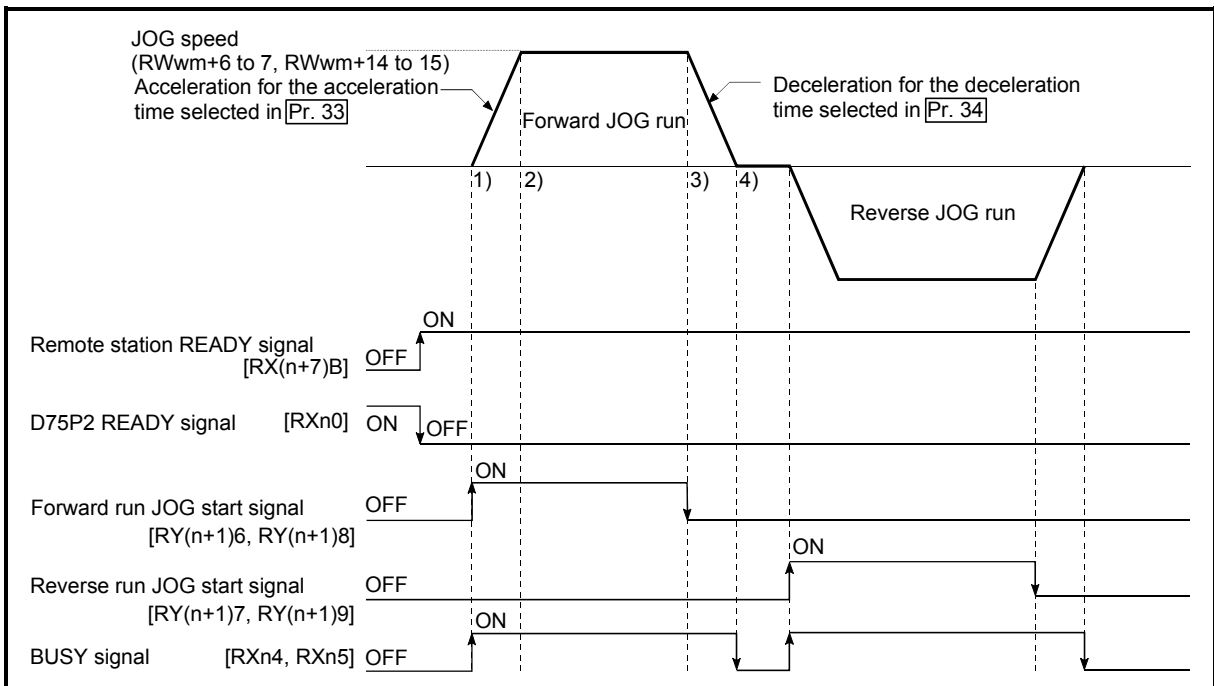 JOG speed
(RWwm+6 to 7, RWwm+14 to 15)
Acceleration for the acceleration
time selected in Pr. 33
Deceleration for the deceleration
time selected in Pr. 34
Forward JOG run
1) 2) 3) 4)
Reverse JOG run
ON
Remote station READY signal
[RX(n+7)B] OFF
D75P2 READY signal [RXn0] ON OFF
ON
Forward run JOG start signal OFF
[RY(n+1)6, RY(n+1)8]
ON
Reverse run JOG start signal OFF
[RY(n+1)7, RY(n+1)9]
ON
BUSY signal [RXn4, RXn5] OFF